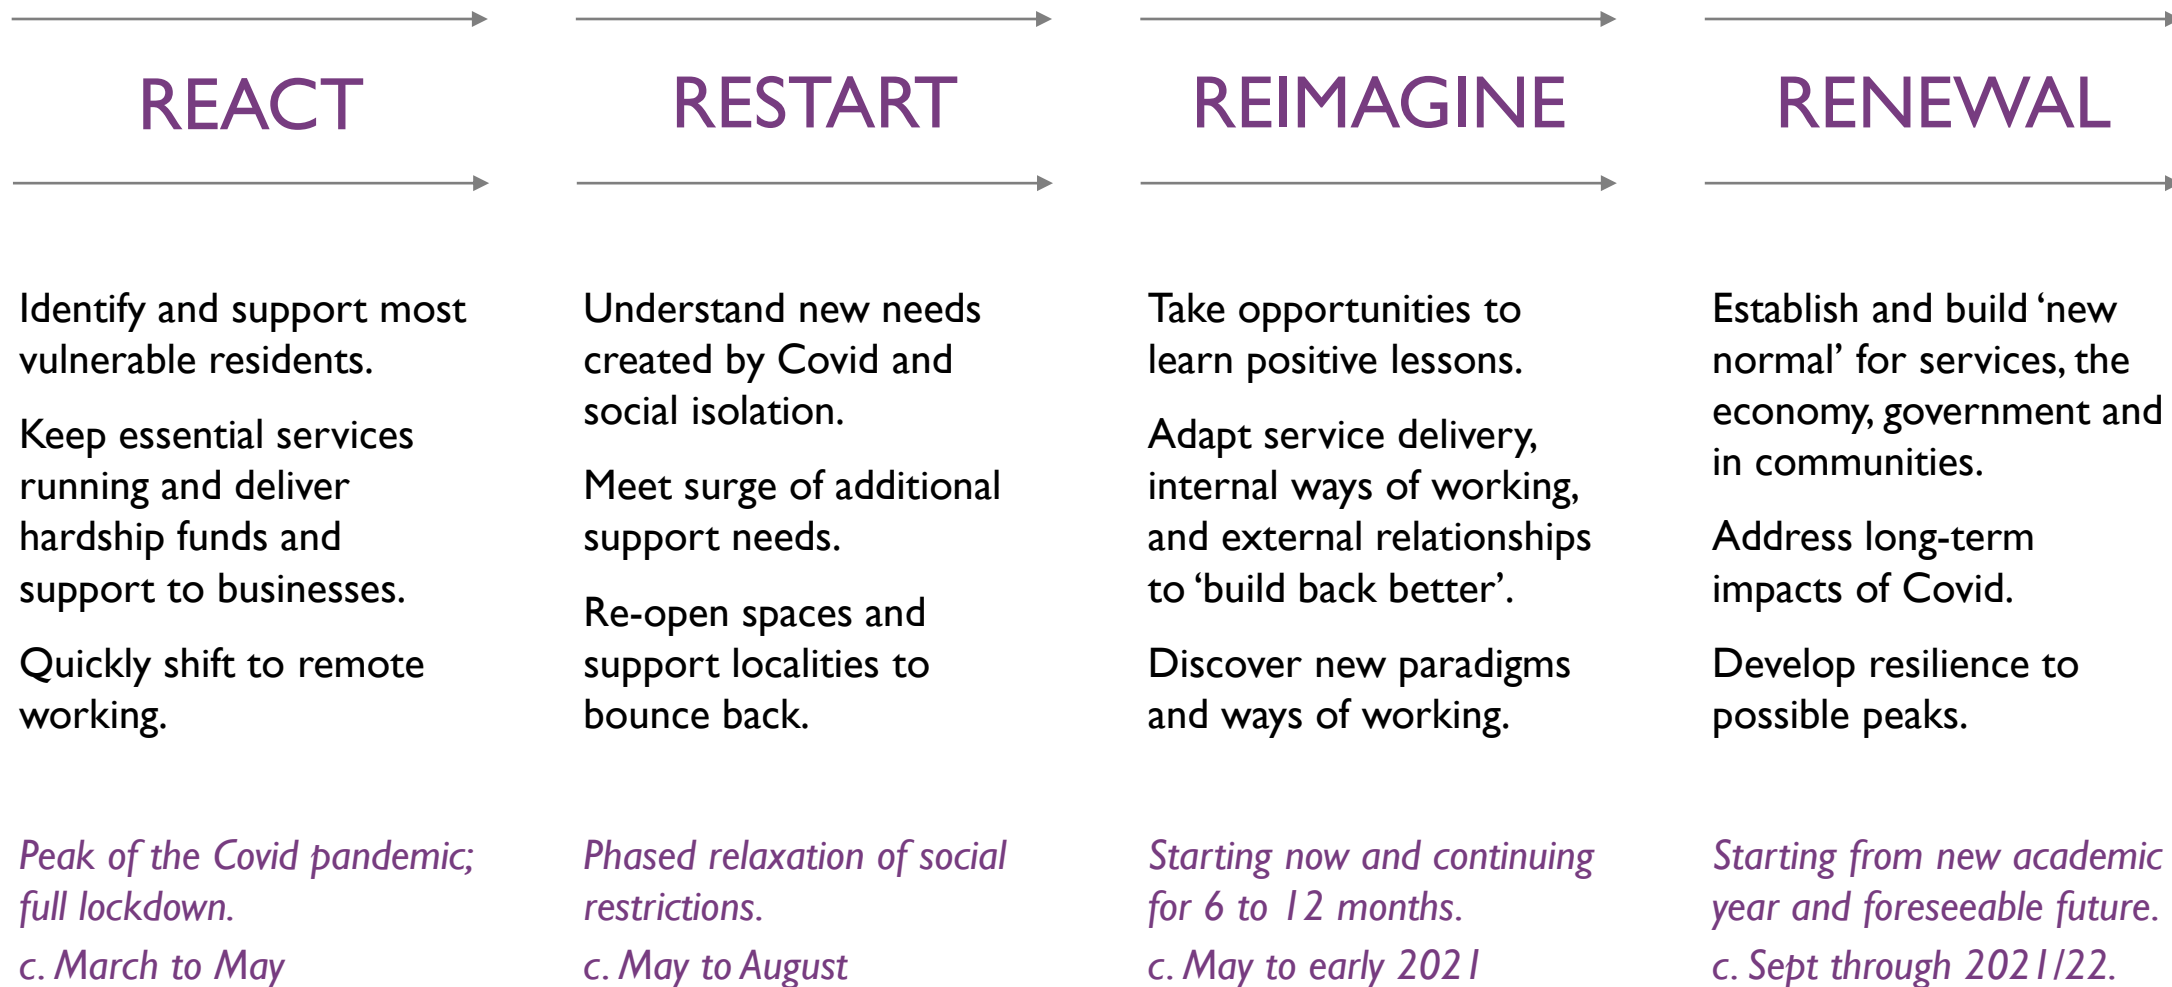 REACT
Identify and support most
vulnerable residents.
Keep essential services
running and deliver
hardship funds and
support to businesses.
Quickly shift to remote
working.
Peak of the Covid pandemic;
full lockdown.
c. March to May
RESTART
Understand new needs
created by Covid and
social isolation.
Meet surge of additional
support needs.
Re-open spaces and
support localities to
bounce back.
Phased relaxation of social
restrictions.
c. May to August
REIMAGINE
Take opportunities to
learn positive lessons.
Adapt service delivery,
internal ways of working,
and external relationships
to ‘build back better’.
Discover new paradigms
and ways of working.
Starting now and continuing
for 6 to 12 months.
c. May to early 2021
RENEWAL
Establish and build ‘new
normal’ for services, the
economy, government and
in communities.
Address long-term
impacts of Covid.
Develop resilience to
possible peaks.
Starting from new academic
year and foreseeable future.
c. Sept through 2021/22.